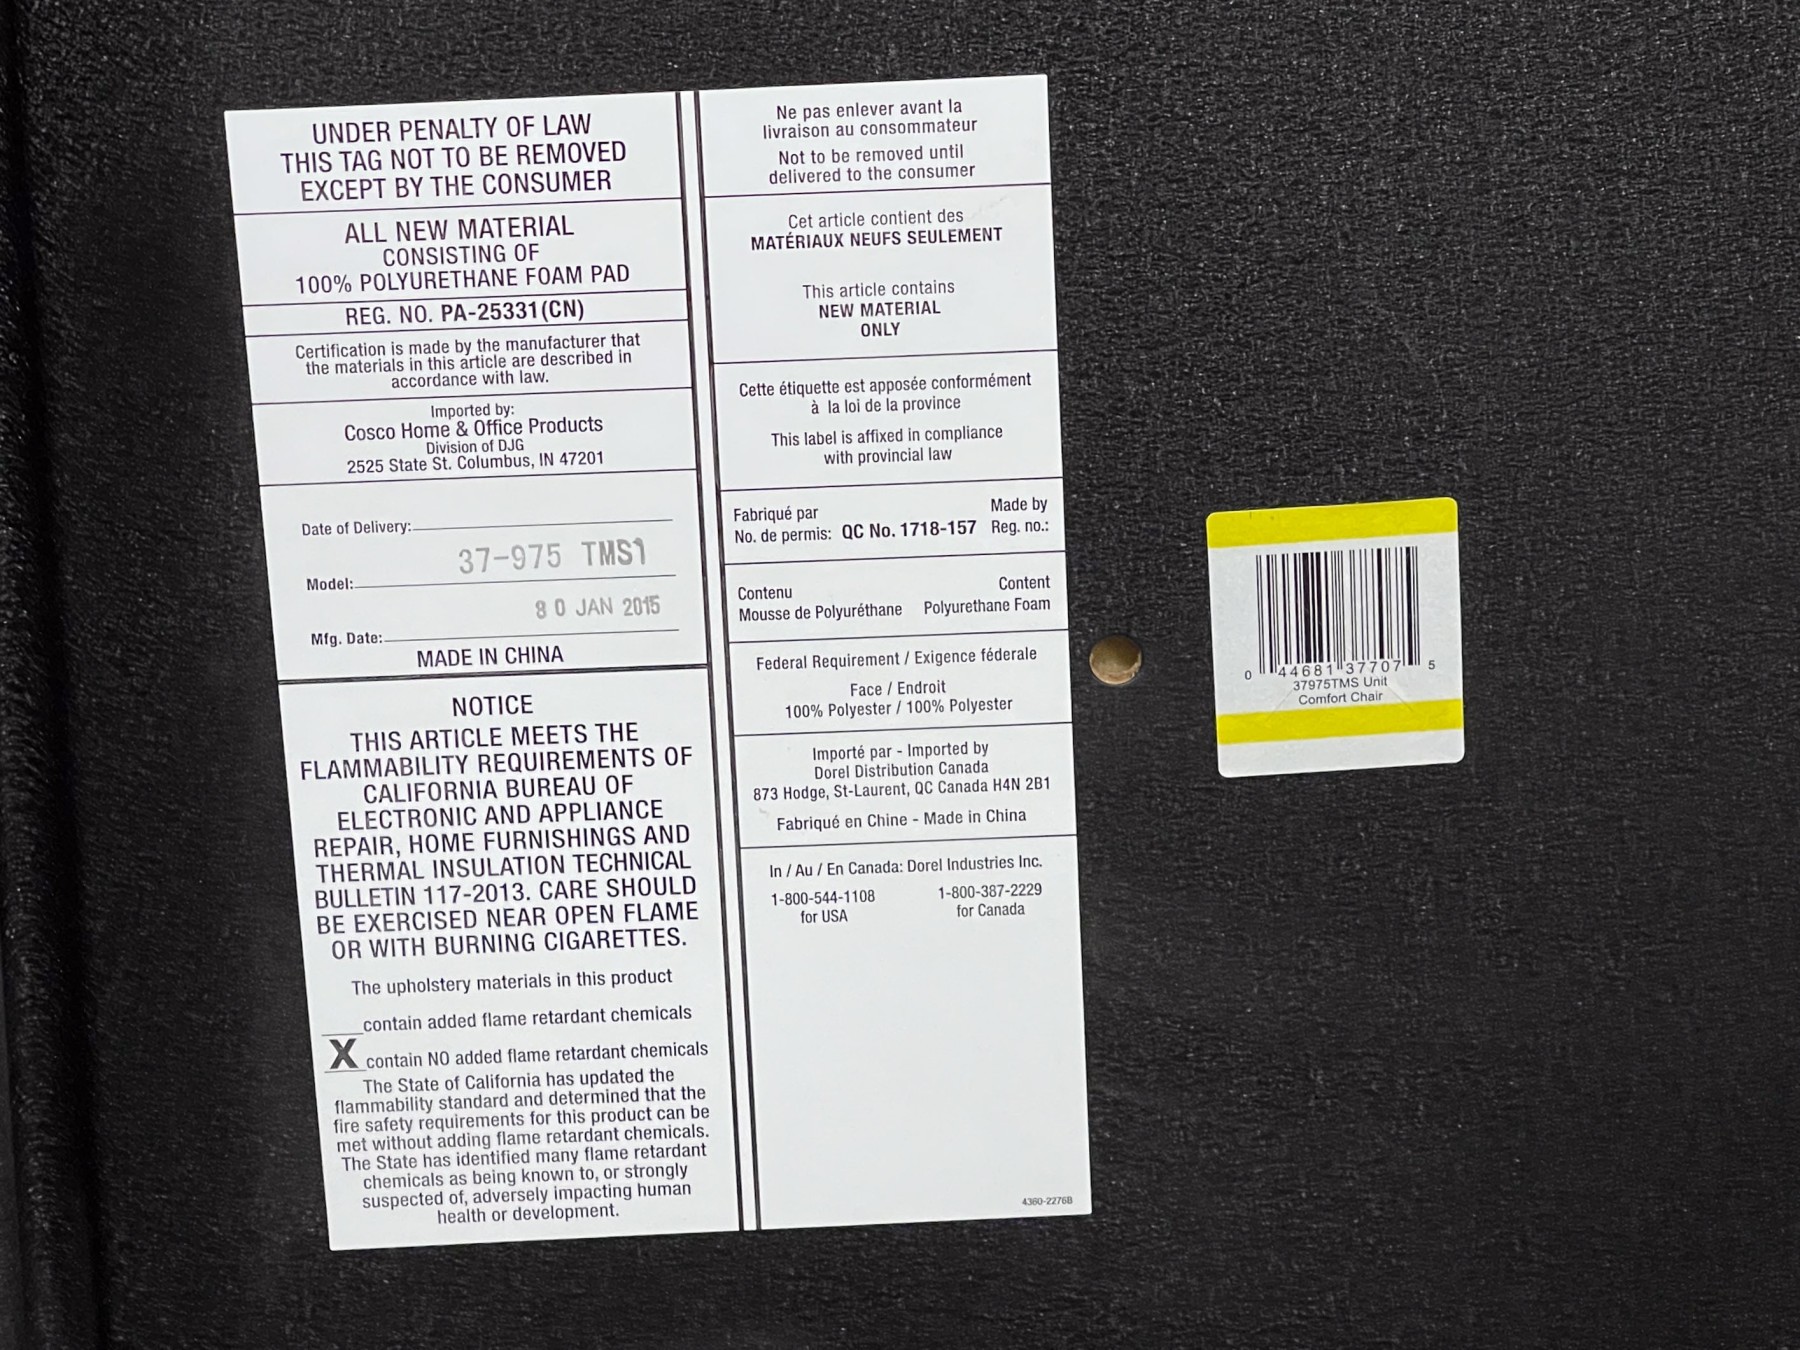 UNDER PENALTY OF LAW
THIS TAG NOT TO BE REMOVED
EXCEPT BY THE CONSUMER
ALL NEW MATERIAL
CONSISTING OF
100% POLYURETHANE FOAM PAD
REG. NO. PA-25331(CN)
Certification is made by the manufacturer that
the materials in this article are described in
accordance with law.
Imported by:
Cosco Home & Office Products
Division of DJG
2525 State St. Columbus, IN 47201
Date of Delivery:
37-975 TMS1
Model:
80 JAN 2015
Mfg. Date:
MADE IN CHINA
NOTICE
THIS ARTICLE MEETS THE
FLAMMABILITY REQUIREMENTS OF
CALIFORNIA BUREAU OF
ELECTRONIC AND APPLIANCE
REPAIR, HOME FURNISHINGS AND
THERMAL INSULATION TECHNICAL
BULLETIN 117-2013. CARE SHOULD
BE EXERCISED NEAR OPEN FLAME
OR WITH BURNING CIGARETTES.
The upholstery materials in this product
contain added flame retardant chemicals
X contain NO added flame retardant chemicals
The State of California has updated the
flammability standard and determined that the
fire safety requirements for this product can be
met without adding flame retardant chemicals.
The State has identified many flame retardant
chemicals as being known to, or strongly
suspected of, adversely impacting human
health or development.
Ne pas enlever avant la
livraison au consommateur
Not to be removed until
delivered to the consumer
Cet article contient des
MATÉRIAUX NEUFS SEULEMENT
This article contains
NEW MATERIAL
ONLY
Cette étiquette est apposée conformément
à la loi de la province
This label is affixed in compliance
with provincial law
Fabriqué par Made by
No. de permis: QC No. 1718-157 Reg. no.:
Contenu Content
Mousse de Polyuréthane Polyurethane Foam
Federal Requirement / Exigence féderale
Face / Endroit
100% Polyester / 100% Polyester
Importé par - Imported by
Dorel Distribution Canada
873 Hodge, St-Laurent, QC Canada H4N 2B1
Fabriqué en Chine - Made in China
In / Au / En Canada: Dorel Industries Inc.
1-800-544-1108 1-800-387-2229
for USA for Canada
4360-2276B
0 44681 37707 5
37975TMS Unit
Comfort Chair